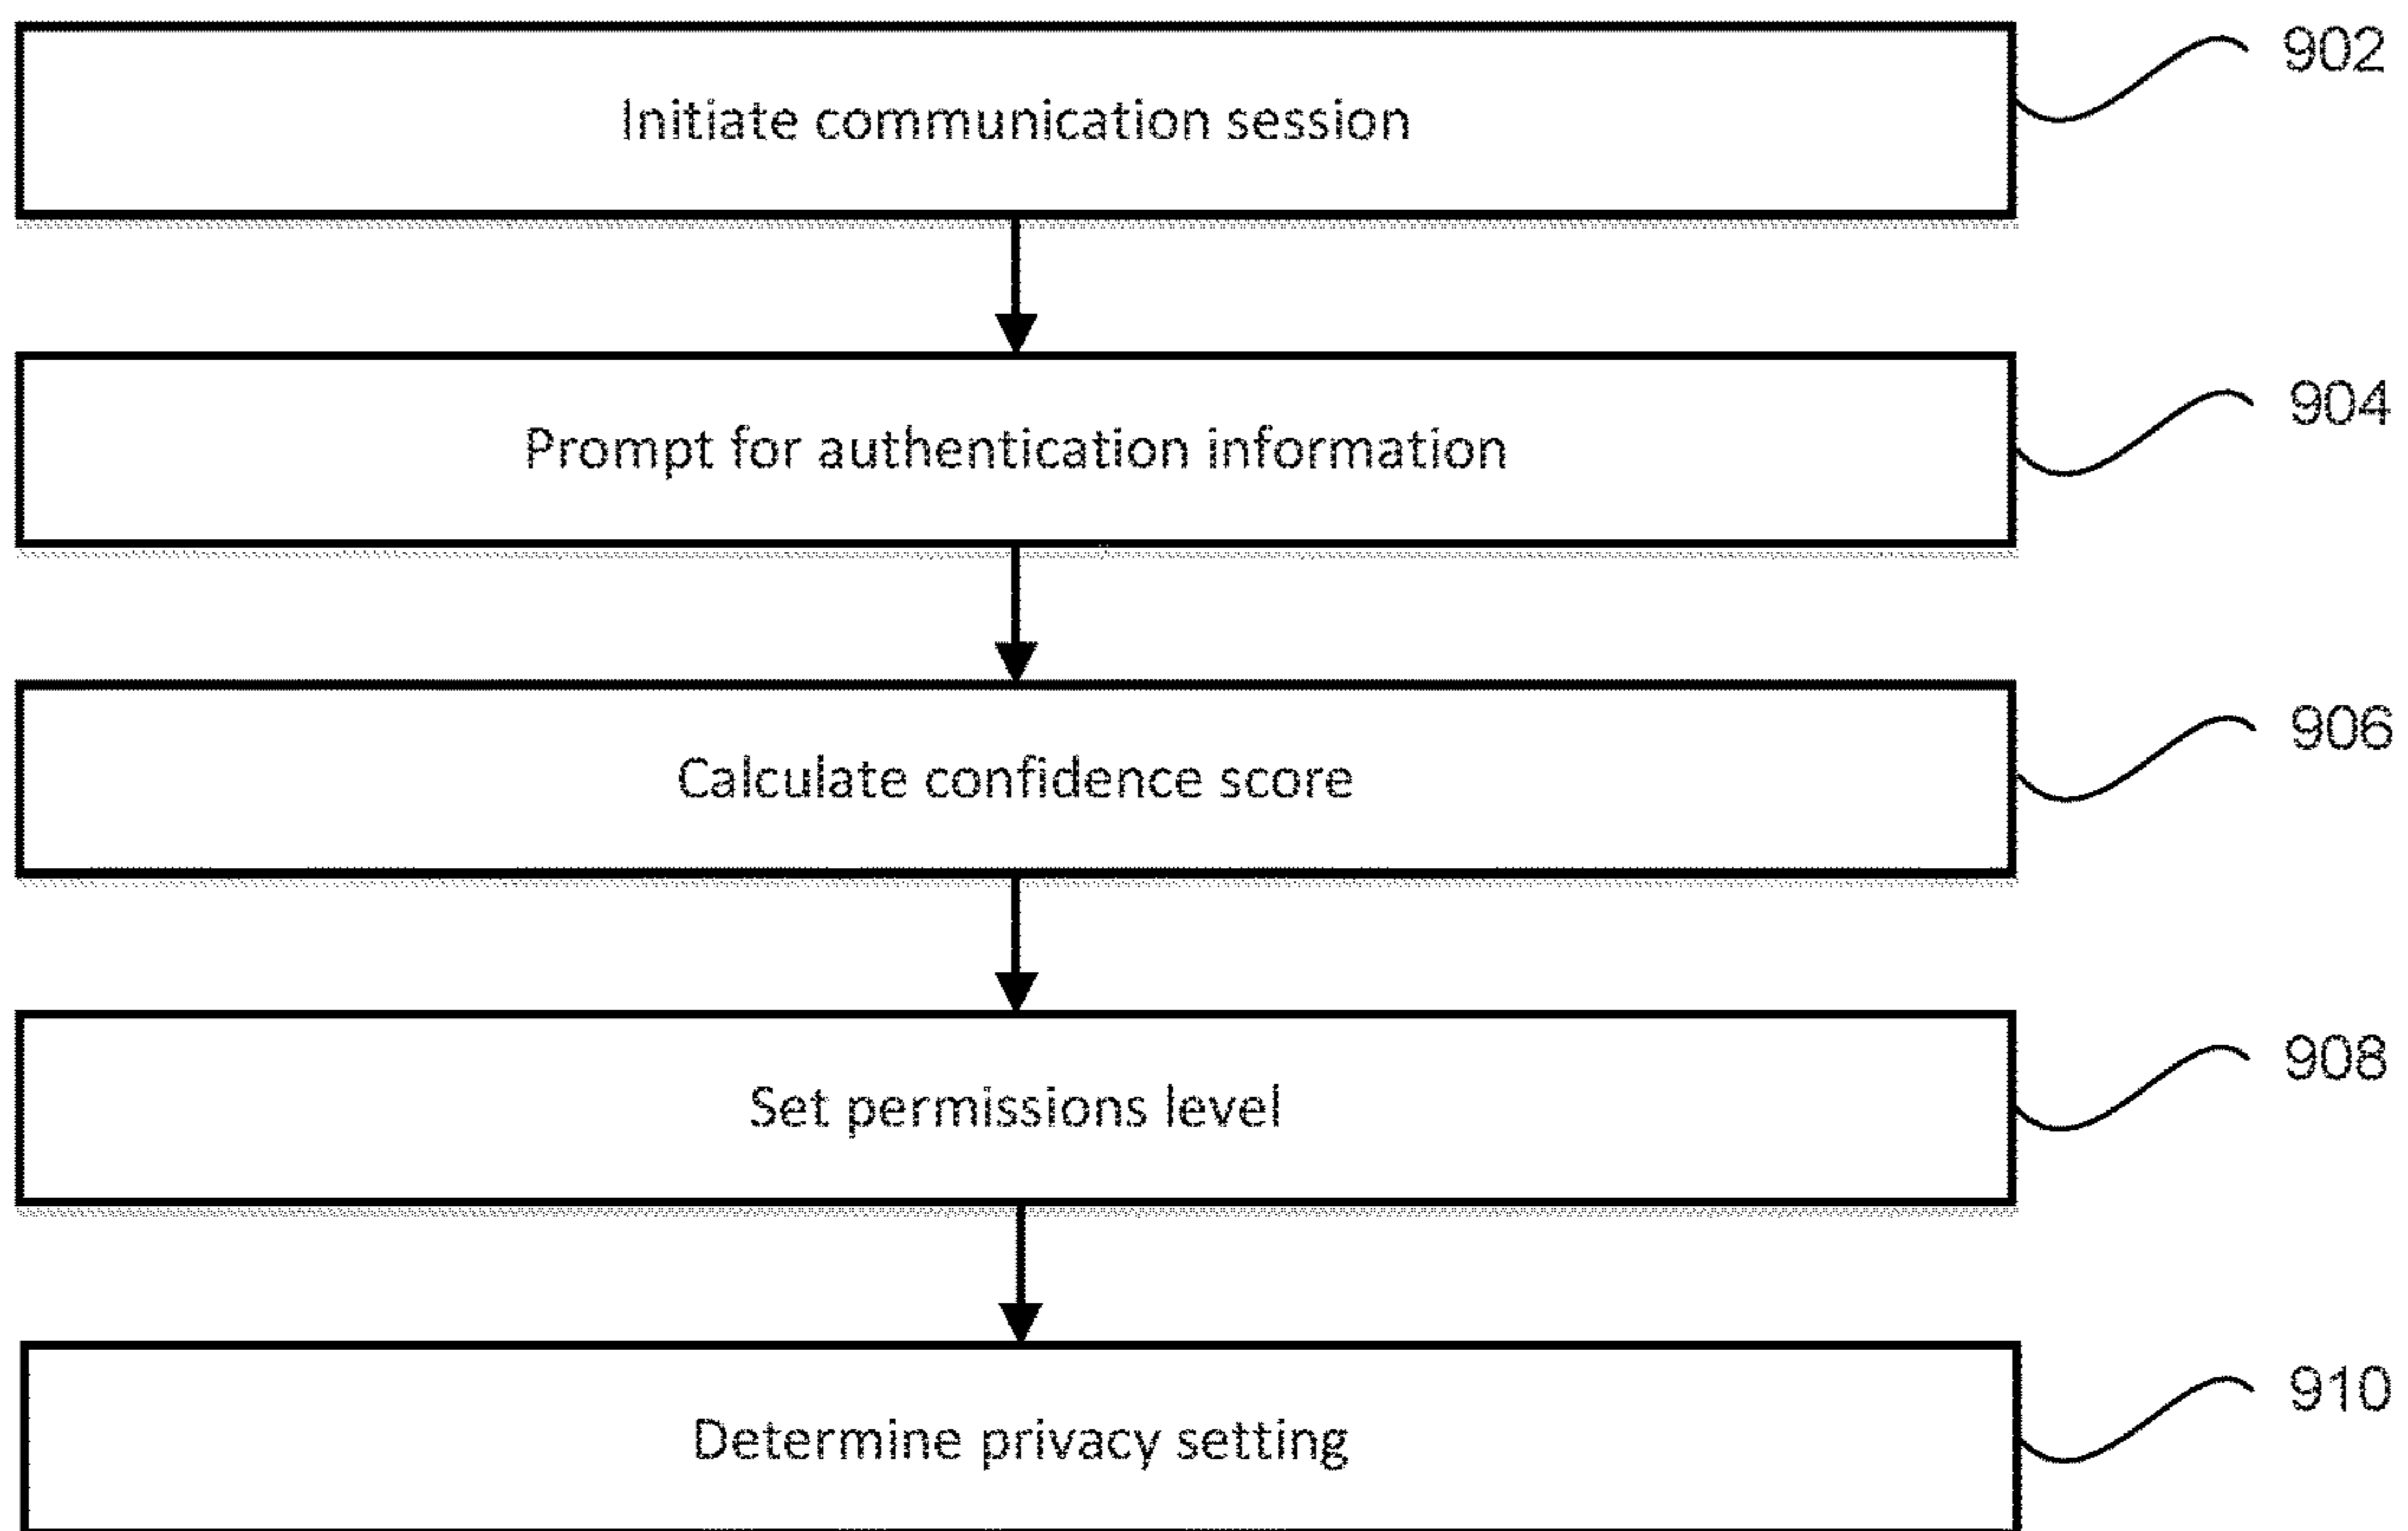 Initiate communication session
902
Prompt for authentication information
904
Calculate confidence score
906
Set permissions level
908
Determine privacy setting
910